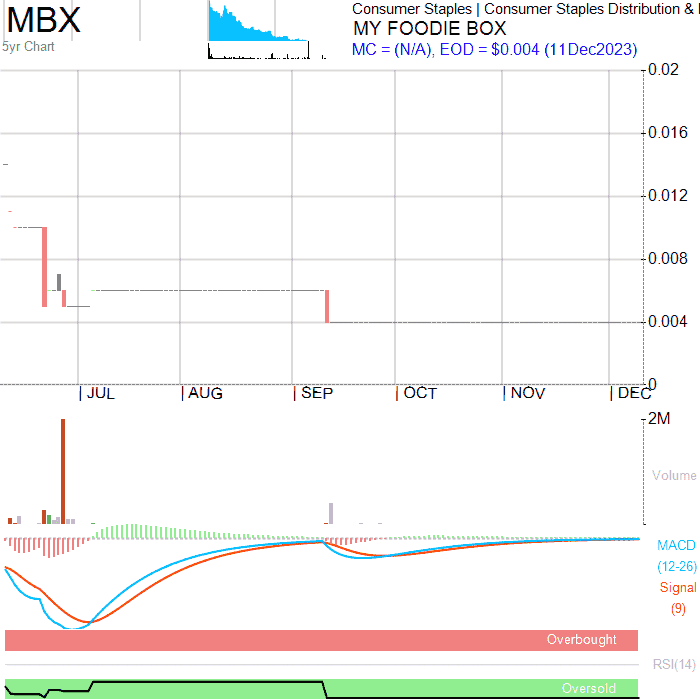 MBX
5yr Chart
Consumer Staples | Consumer Staples Distribution &
MY FOODIE BOX
MC = (N/A), EOD = $0.004 (11Dec2023)
0.02
0.016
0.012
0.008
0.004
0
| JUL | AUG | SEP | OCT | NOV | DEC
2M
Volume
MACD
(12-26)
Signal
(9)
Overbought
RSI(14)
Oversold